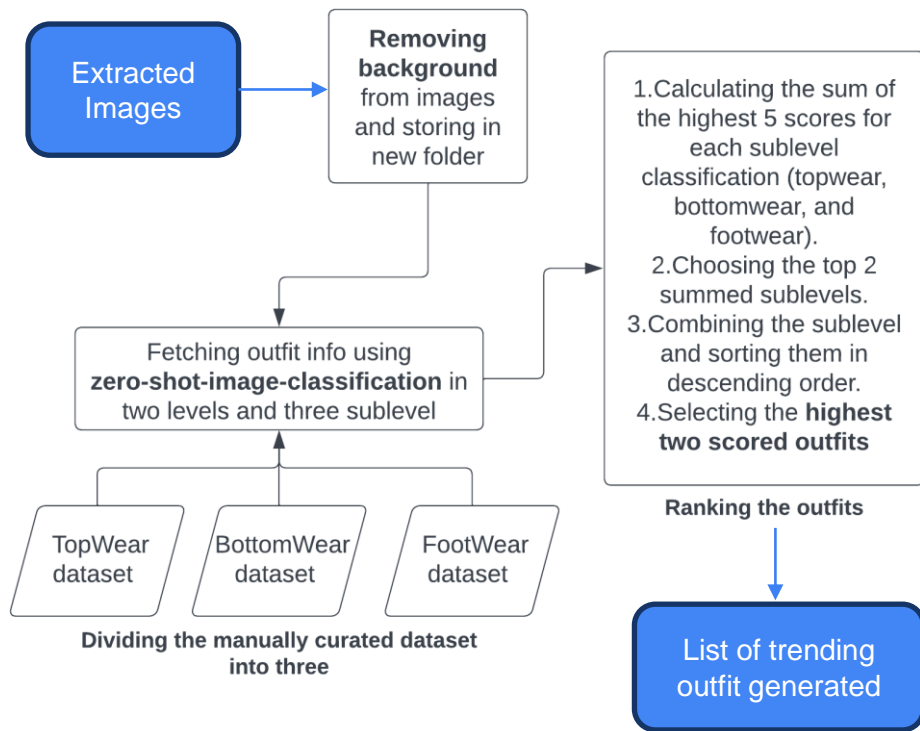 Extracted
Images
Removing
background
from images
and storing in
new folder
Fetching outfit info using
zero-shot-image-classification in
two levels and three sublevel
TopWear
dataset
BottomWear
dataset
FootWear
dataset
Dividing the manually curated dataset
into three
1.Calculating the sum of
the highest 5 scores for
each sublevel
classification (topwear,
bottomwear, and
footwear).
2.Choosing the top 2
summed sublevels.
3.Combining the sublevel
and sorting them in
descending order.
4.Selecting the highest
two scored outfits
Ranking the outfits
List of trending
outfit generated